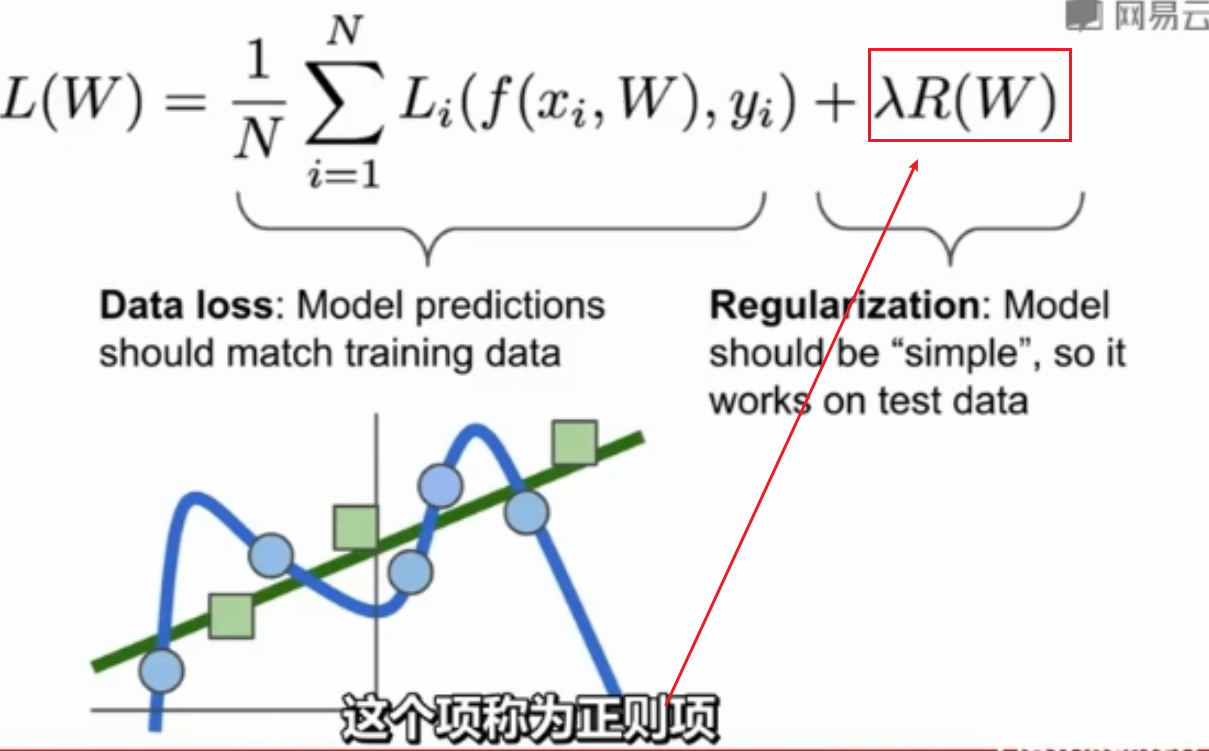 网易云
L(W) = \frac{1}{N} \sum_{i=1}^{N} L_i(f(x_i, W), y_i) + λR(W)
Data loss: Model predictions
should match training data
Regularization: Model
should be “simple”, so it
works on test data
这个项称为正则项